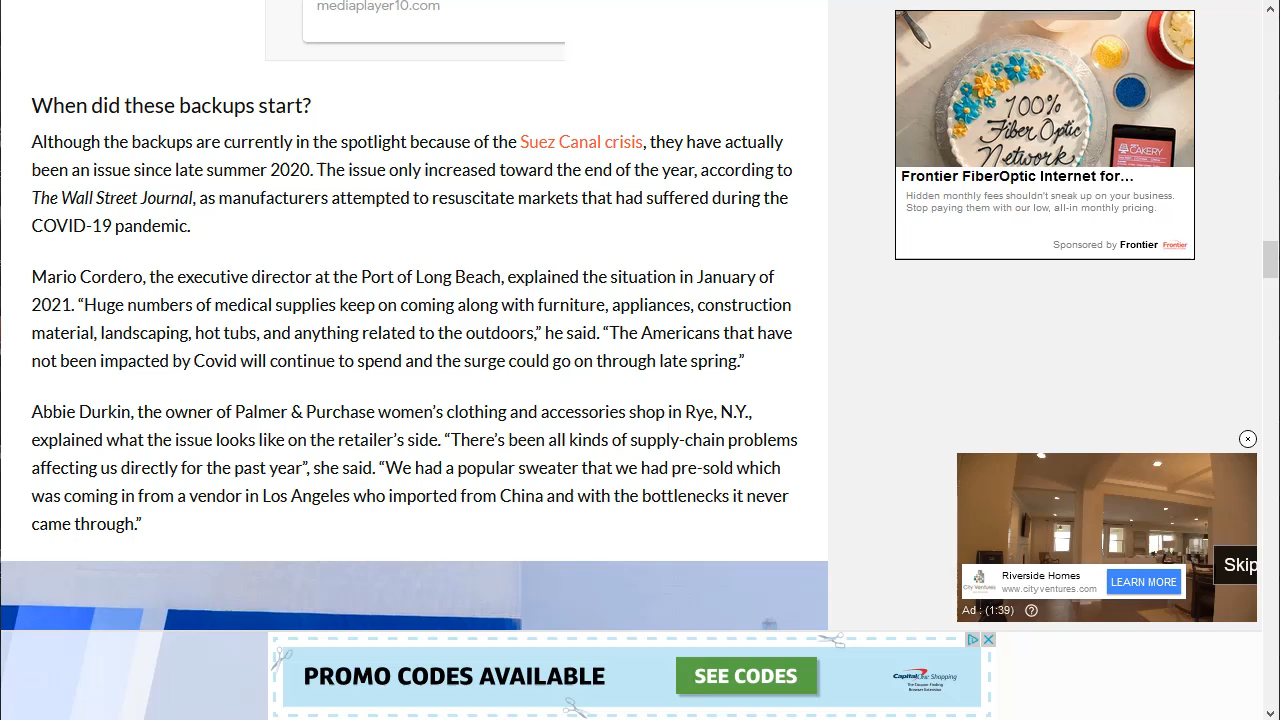 mediaplayer10.com
When did these backups start?
Although the backups are currently in the spotlight because of the Suez Canal crisis, they have actually
been an issue since late summer 2020. The issue only increased toward the end of the year, according to
The Wall Street Journal, as manufacturers attempted to resuscitate markets that had suffered during the
COVID-19 pandemic.
Mario Cordero, the executive director at the Port of Long Beach, explained the situation in January of
2021. “Huge numbers of medical supplies keep on coming along with furniture, appliances, construction
material, landscaping, hot tubs, and anything related to the outdoors,” he said. “The Americans that have
not been impacted by Covid will continue to spend and the surge could go on through late spring.”
Abbie Durkin, the owner of Palmer & Purchase women’s clothing and accessories shop in Rye, N.Y.,
explained what the issue looks like on the retailer’s side. “There’s been all kinds of supply-chain problems
affecting us directly for the past year”, she said. “We had a popular sweater that we had pre-sold which
was coming in from a vendor in Los Angeles who imported from China and with the bottlenecks it never
came through.”
100%
Fiber Optic
Network
CAKERY
Frontier FiberOptic Internet for...
Hidden monthly fees shouldn't sneak up on your business.
Stop paying them with our low, all-in monthly pricing.
Sponsored by Frontier
Frontier
Skip
City Ventures
Riverside Homes
www.cityventures.com
LEARN MORE
Ad : (1:39)
PROMO CODES AVAILABLE
SEE CODES
Capital One Shopping
The Coupon Finding
Browser Extension